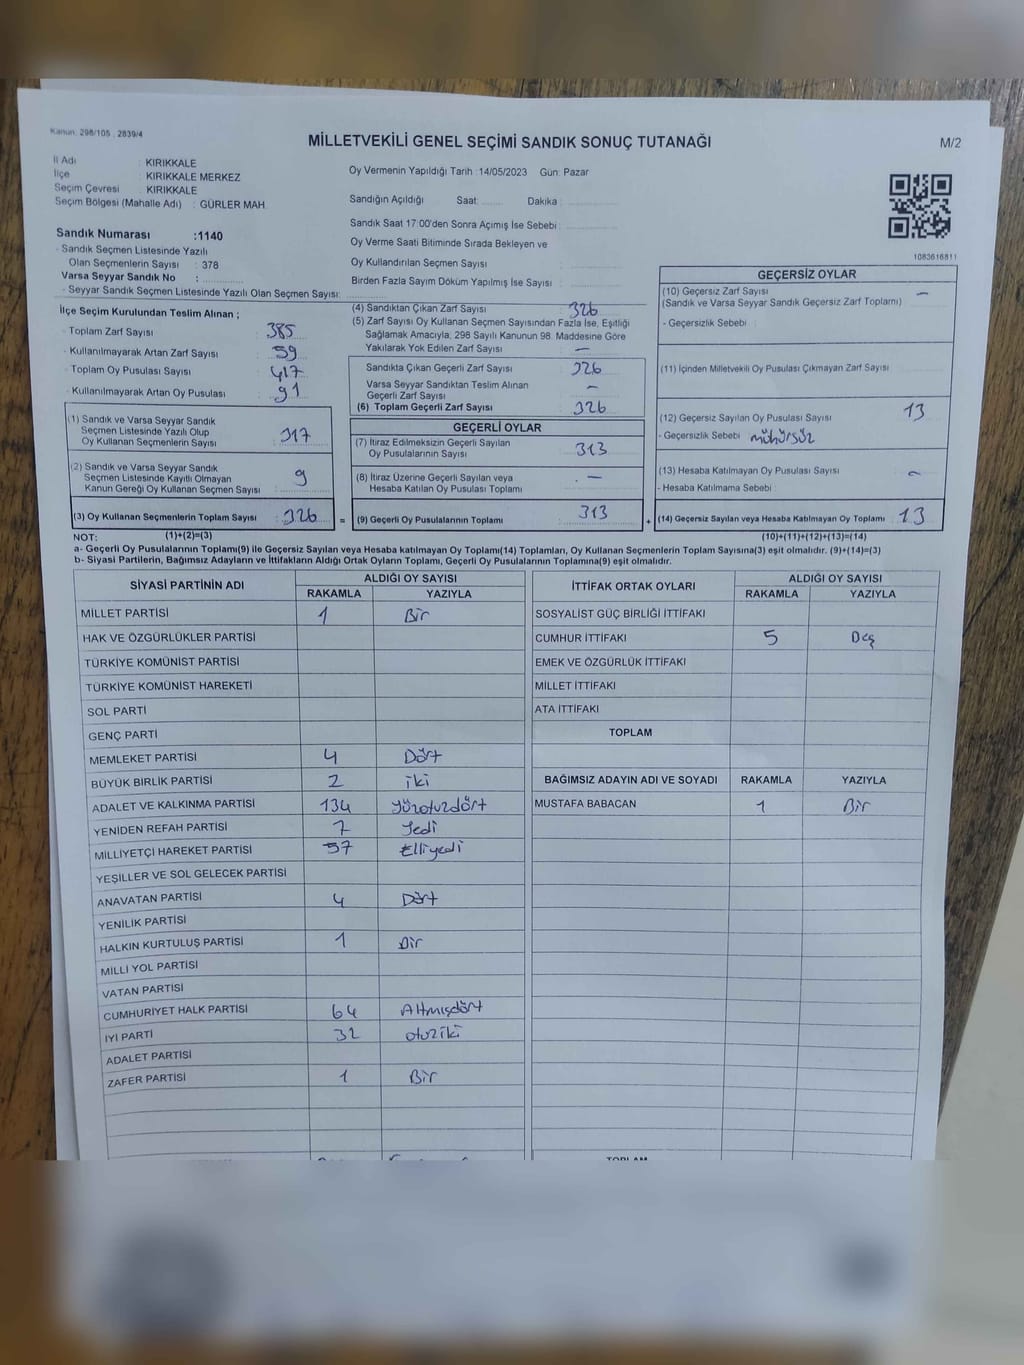 Kanun: 298/105 , 2839/4
MİLLETVEKİLİ GENEL SEÇİMİ SANDIK SONUÇ TUTANAĞI
M/2
İl Adı : KIRIKKALE
İlçe : KIRIKKALE MERKEZ
Seçim Çevresi : KIRIKKALE
Seçim Bölgesi (Mahalle Adı) : GÜRLER MAH.
Oy Vermenin Yapıldığı Tarih :14/05/2023 Gün: Pazar
Sandığın Açıldığı Saat: Dakika :
Sandık Saat 17:00'den Sonra Açımış İse Sebebi :
Oy Verme Saati Bitiminde Sırada Bekleyen ve
Oy Kullandırılan Seçmen Sayısı :
Birden Fazla Sayım Döküm Yapılmış İse Sayısı :
1083616811
Sandık Numarası :1140
- Sandık Seçmen Listesinde Yazılı
Olan Seçmenlerin Sayısı : 378
Varsa Seyyar Sandık No :
- Seyyar Sandık Seçmen Listesinde Yazılı Olan Seçmen Sayısı:
İlçe Seçim Kurulundan Teslim Alınan ;
- Toplam Zarf Sayısı : 385
- Kullanılmayarak Artan Zarf Sayısı : 59
- Toplam Oy Pusulası Sayısı : 417
- Kullanılmayarak Artan Oy Pusulası : 91
(1) Sandık ve Varsa Seyyar Sandık
Seçmen Listesinde Yazılı Olup
Oy Kullanan Seçmenlerin Sayısı : 317
(2) Sandık ve Varsa Seyyar Sandık
Seçmen Listesinde Kayıtlı Olmayan
Kanun Gereği Oy Kullanan Seçmen Sayısı : 9
(3) Oy Kullanan Seçmenlerin Toplam Sayısı : 326
(1)+(2)=(3)
(4) Sandıktan Çıkan Zarf Sayısı : 326
(5) Zarf Sayısı Oy Kullanan Seçmen Sayısından Fazla İse, Eşitliği
Sağlamak Amacıyla, 298 Sayılı Kanunun 98. Maddesine Göre
Yakılarak Yok Edilen Zarf Sayısı : —
Sandıkta Çıkan Geçerli Zarf Sayısı : 326
Varsa Seyyar Sandıktan Teslim Alınan
Geçerli Zarf Sayısı : —
(6) Toplam Geçerli Zarf Sayısı : 326
GEÇERLİ OYLAR
(7) İtiraz Edilmeksizin Geçerli Sayılan
Oy Pusulalarının Sayısı : 313
(8) İtiraz Üzerine Geçerli Sayılan veya
Hesaba Katılan Oy Pusulası Toplamı : —
= (9) Geçerli Oy Pusulalarının Toplamı : 313
GEÇERSİZ OYLAR
(10) Geçersiz Zarf Sayısı : —
(Sandık ve Varsa Seyyar Sandık Geçersiz Zarf Toplamı)
- Geçersizlik Sebebi :
(11) İçinden Milletvekili Oy Pusulası Çıkmayan Zarf Sayısı :
(12) Geçersiz Sayılan Oy Pusulası Sayısı : 13
- Geçersizlik Sebebi : mühürsüz
(13) Hesaba Katılmayan Oy Pusulası Sayısı : —
- Hesaba Katılmama Sebebi :
+ (14) Geçersiz Sayılan veya Hesaba Katılmayan Oy Toplamı : 13
(10)+(11)+(12)+(13)=(14)
NOT:
a- Geçerli Oy Pusulalarının Toplamı(9) ile Geçersiz Sayılan veya Hesaba katılmayan Oy Toplamı(14) Toplamları, Oy Kullanan Seçmenlerin Toplam Sayısına(3) eşit olmalıdır. (9)+(14)=(3)
b- Siyasi Partilerin, Bağımsız Adayların ve İttifakların Aldığı Ortak Oyların Toplamı, Geçerli Oy Pusulalarının Toplamına(9) eşit olmalıdır.
SİYASİ PARTİNİN ADI
ALDIĞI OY SAYISI
RAKAMLA YAZIYLA
MİLLET PARTİSİ 1 Bir
HAK VE ÖZGÜRLÜKLER PARTİSİ
TÜRKİYE KOMÜNİST PARTİSİ
TÜRKİYE KOMÜNİST HAREKETİ
SOL PARTİ
GENÇ PARTİ
MEMLEKET PARTİSİ 4 Dört
BÜYÜK BİRLİK PARTİSİ 2 iki
ADALET VE KALKINMA PARTİSİ 134 Yüzotuzdört
YENİDEN REFAH PARTİSİ 7 Yedi
MİLLİYETÇİ HAREKET PARTİSİ 57 Elliyedi
YEŞİLLER VE SOL GELECEK PARTİSİ
ANAVATAN PARTİSİ 4 Dört
YENİLİK PARTİSİ
HALKIN KURTULUŞ PARTİSİ 1 Bir
MİLLİ YOL PARTİSİ
VATAN PARTİSİ
CUMHURİYET HALK PARTİSİ 64 Altmışdört
İYİ PARTİ 32 otuziki
ADALET PARTİSİ
ZAFER PARTİSİ 1 Bir
İTTİFAK ORTAK OYLARI
ALDIĞI OY SAYISI
RAKAMLA YAZIYLA
SOSYALİST GÜÇ BİRLİĞİ İTTİFAKI
CUMHUR İTTİFAKI 5 Beş
EMEK VE ÖZGÜRLÜK İTTİFAKI
MİLLET İTTİFAKI
ATA İTTİFAKI
TOPLAM
BAĞIMSIZ ADAYIN ADI VE SOYADI RAKAMLA YAZIYLA
MUSTAFA BABACAN 1 Bir
TOPLAM